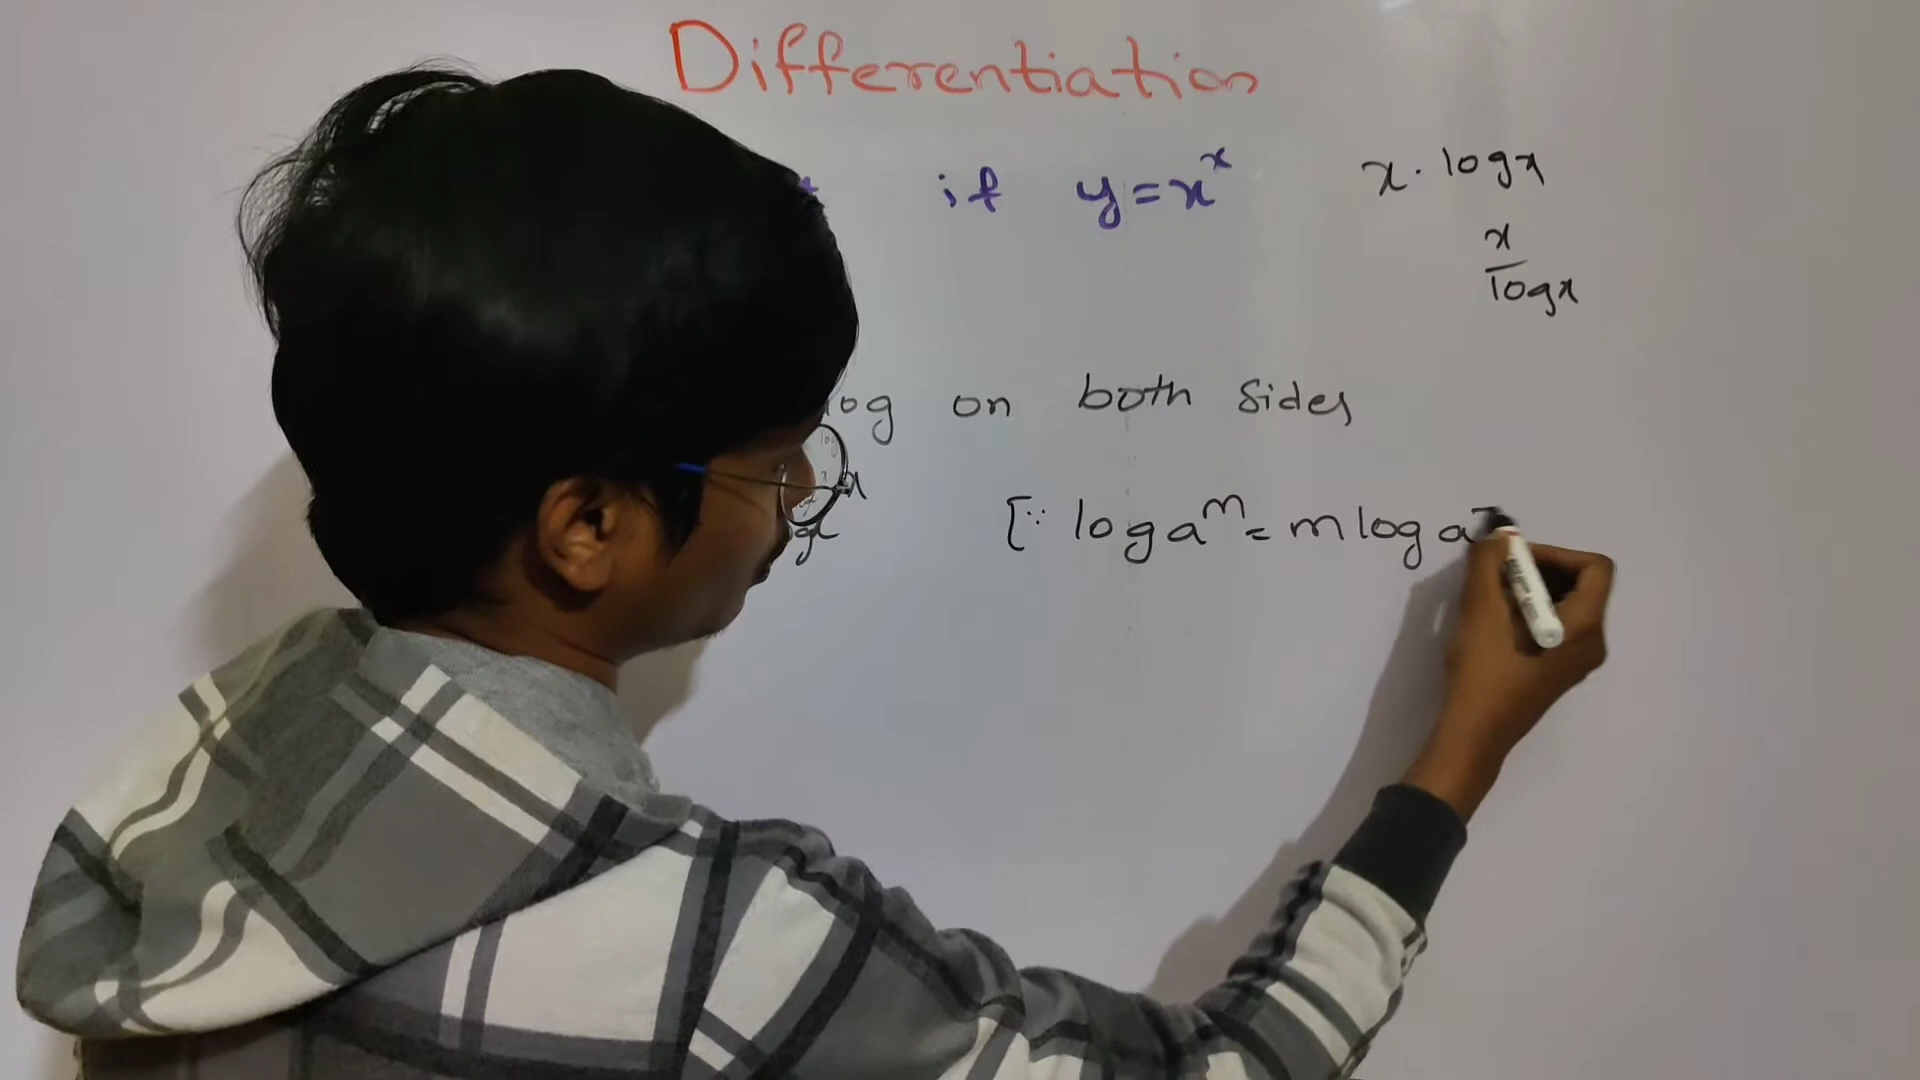 Differentiation
if y=x^x
x · logx
x
logx
log on both sides
[∵ log a^m = m log a]